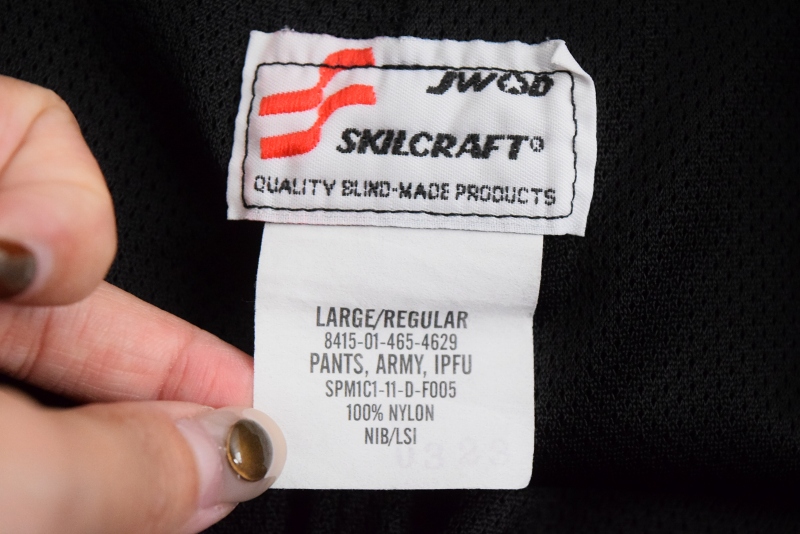 JWOD
SKILCRAFT®
QUALITY BLIND-MADE PRODUCTS
LARGE/REGULAR
8415-01-465-4629
PANTS, ARMY, IPFU
SPM1C1-11-D-F005
100% NYLON
NIB/LSI